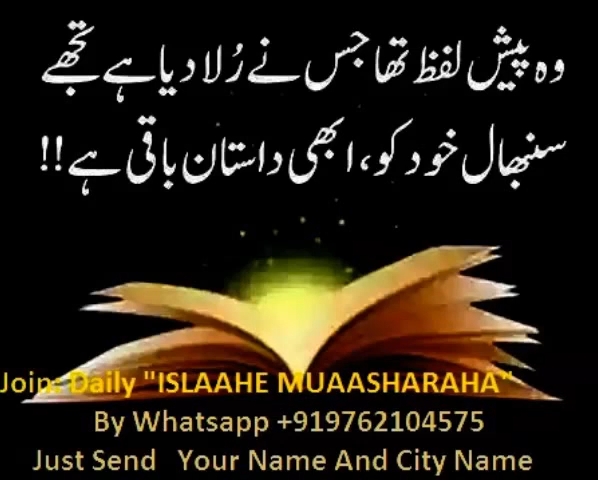 وہ پیش لفظ تھا جس نے رُلا دیا ہے تجھے
سنبھال خود کو، ابھی داستان باقی ہے !!
Join: Daily "ISLAAHE MUAASHARAHA"
By Whatsapp +919762104575
Just Send Your Name And City Name